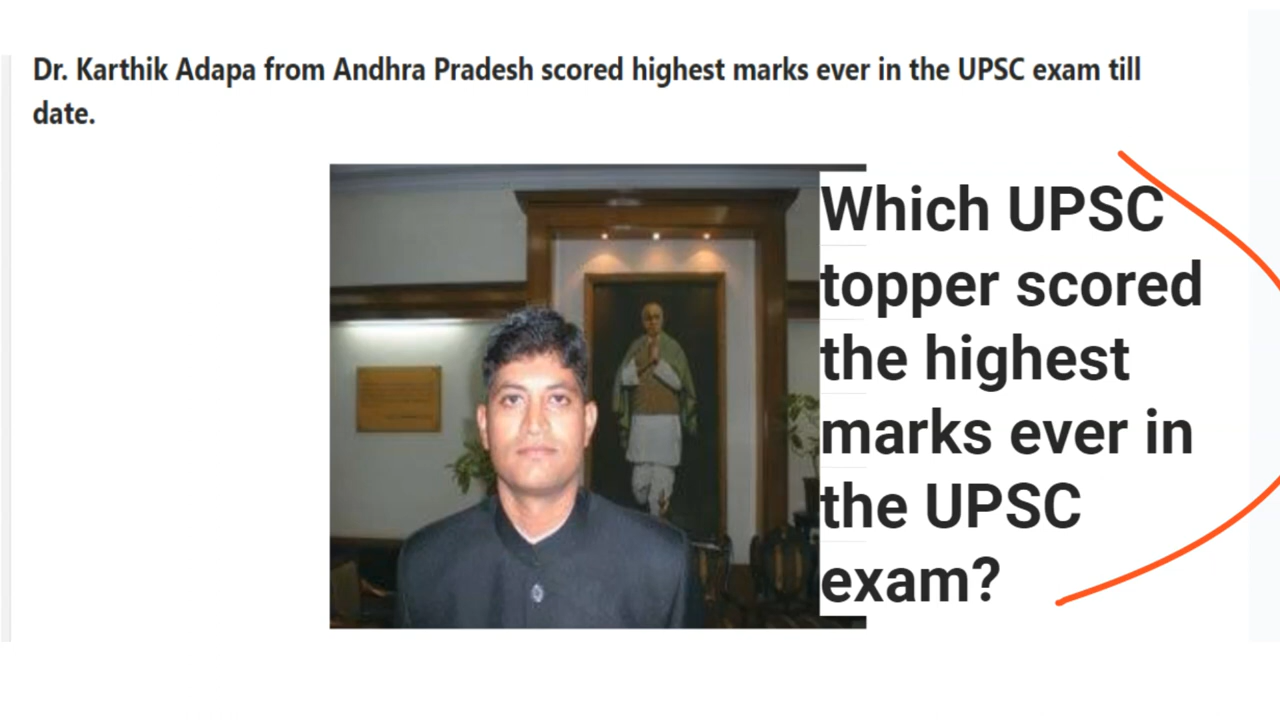 Dr. Karthik Adapa from Andhra Pradesh scored highest marks ever in the UPSC exam till
date.
Which UPSC
topper scored
the highest
marks ever in
the UPSC
exam?